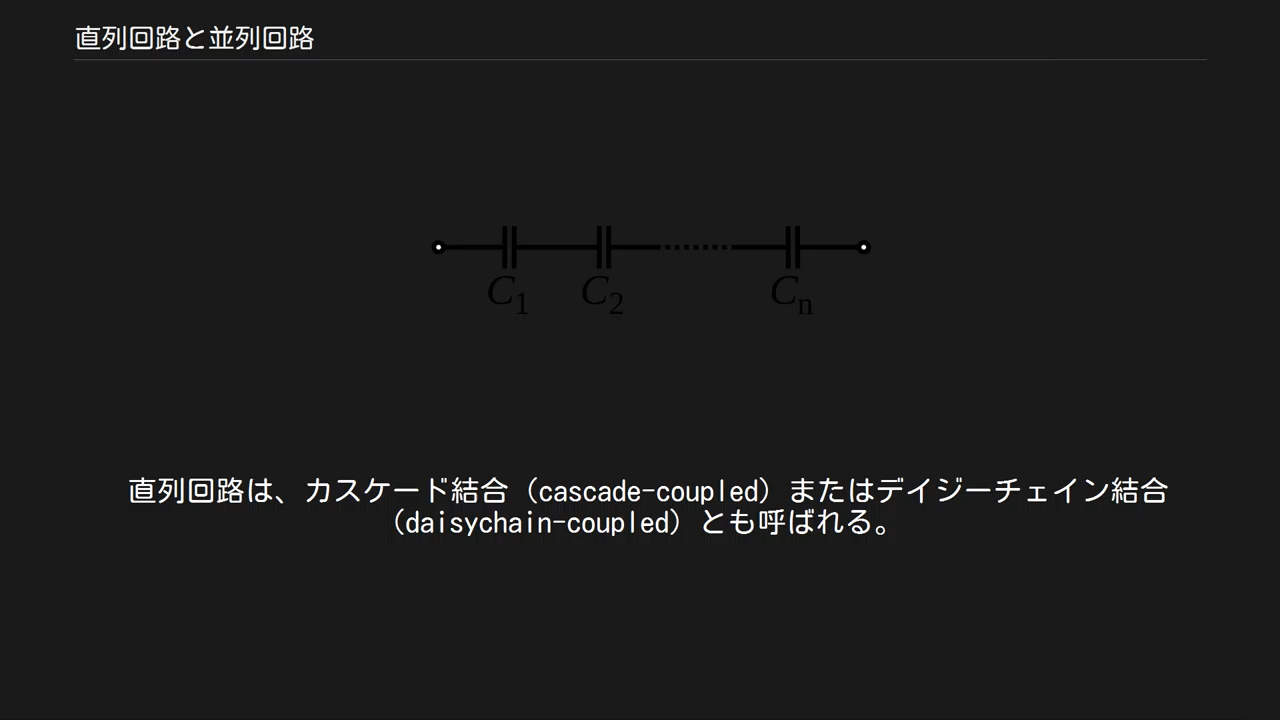 直列回路と並列回路
C1 C2 Cn
直列回路は、カスケード結合（cascade-coupled）またはデイジーチェイン結合
（daisychain-coupled）とも呼ばれる。